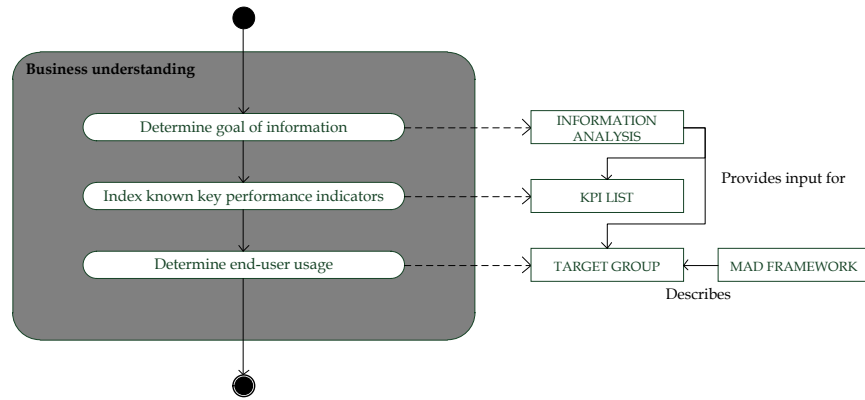 Business understanding
Determine goal of information
INFORMATION
ANALYSIS
Provides input for
Index known key performance indicators
KPI LIST
Determine end-user usage
TARGET GROUP
MAD FRAMEWORK
Describes